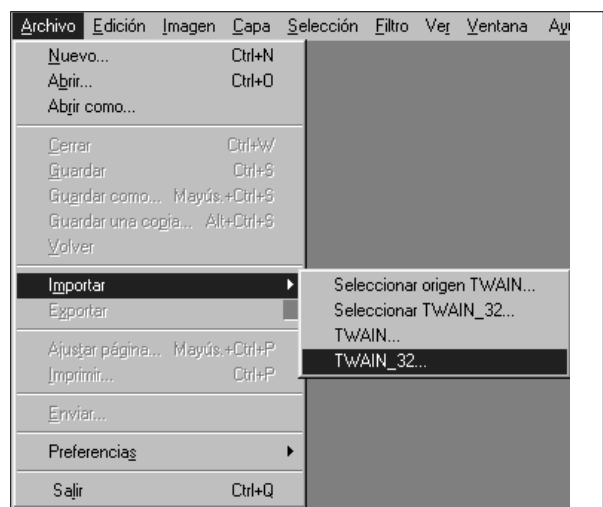 Archivo Edición Imagen Capa Selección Filtro Ver Ventana Ayu
Nuevo... Ctrl+N
Abrir... Ctrl+O
Abrir como...
Cerrar Ctrl+W
Guardar Ctrl+S
Guardar como... Mayús.+Ctrl+S
Guardar una copia... Alt+Ctrl+S
Volver
Importar
Exportar
Ajustar página... Mayús.+Ctrl+P
Imprimir... Ctrl+P
Enviar...
Preferencias
Salir Ctrl+Q
Seleccionar origen TWAIN...
Seleccionar TWAIN_32...
TWAIN...
TWAIN_32...